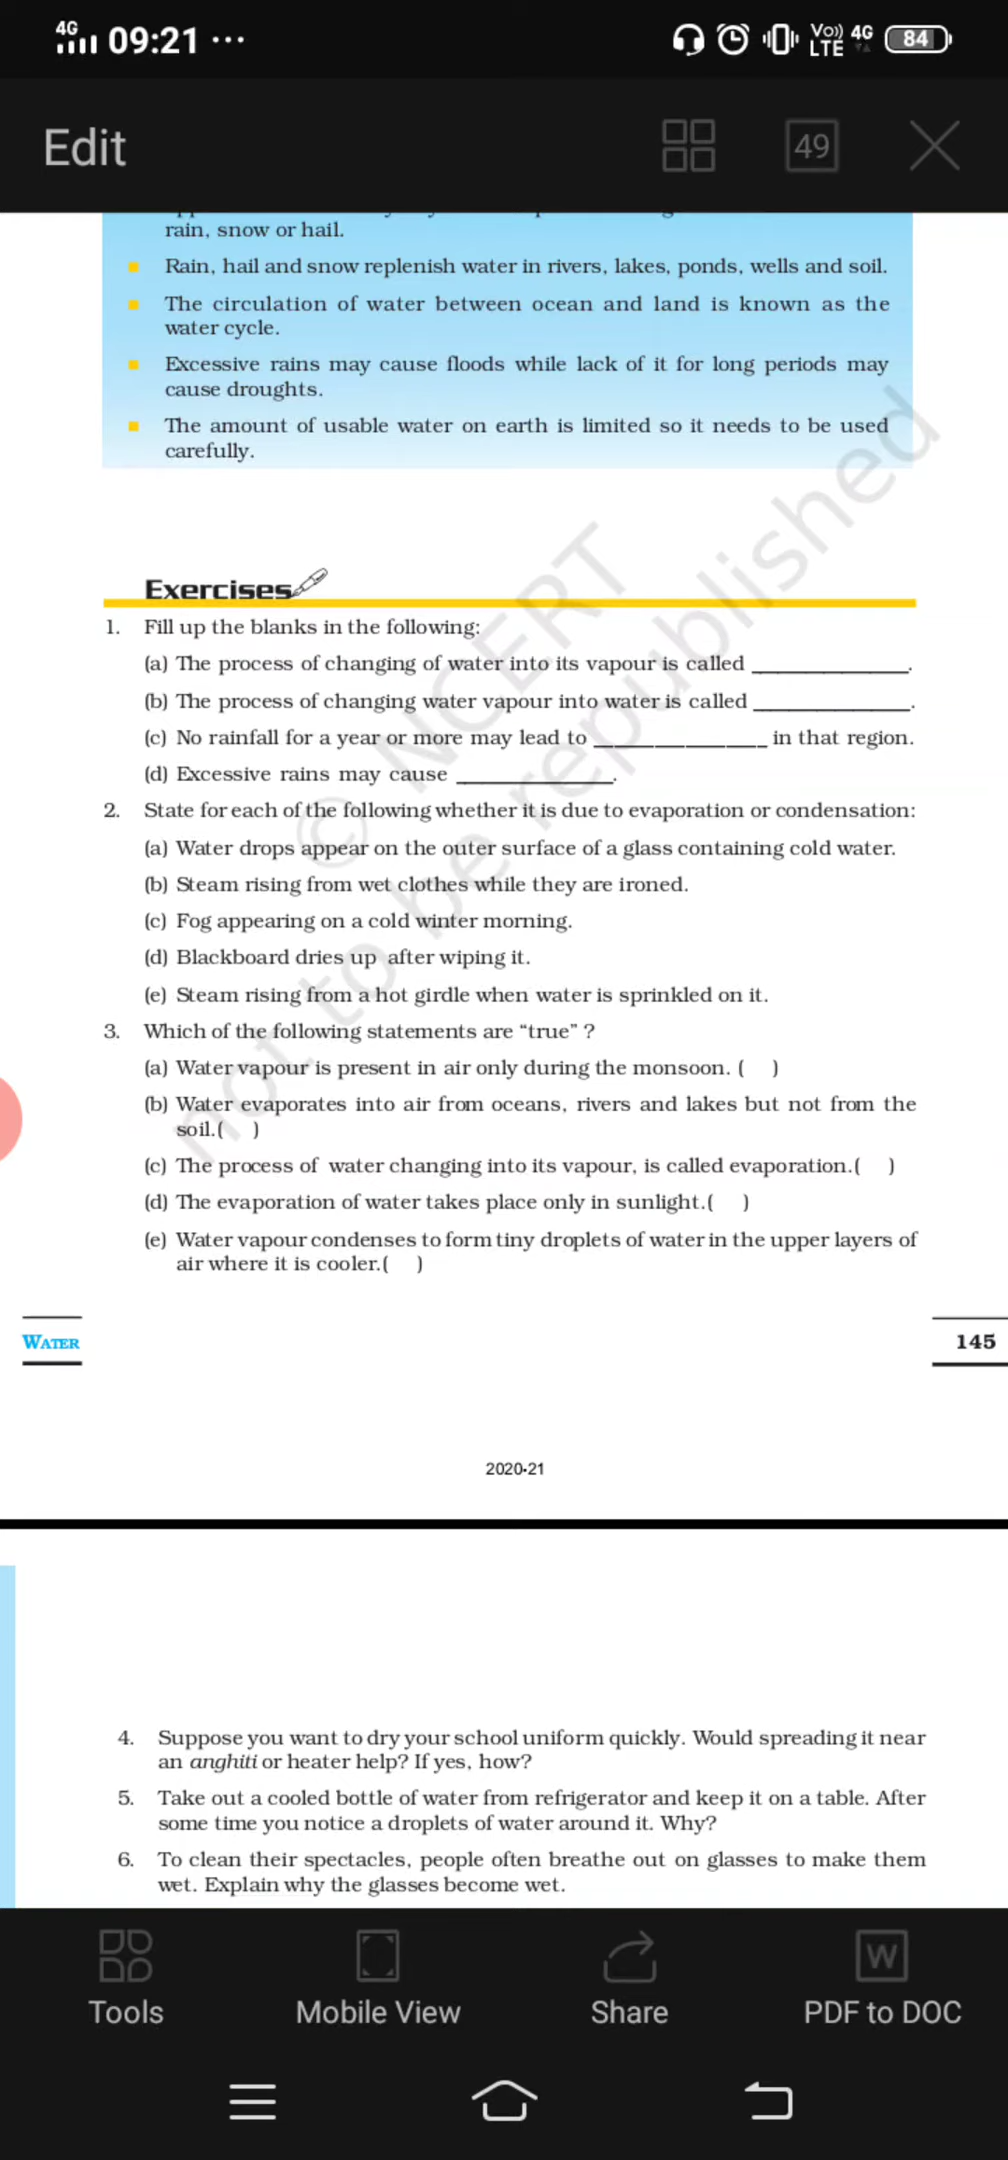 4G
09:21 ...
Vo))
LTE
4G
84
Edit
49
rain, snow or hail.
Rain, hail and snow replenish water in rivers, lakes, ponds, wells and soil.
The circulation of water between ocean and land is known as the
water cycle.
Excessive rains may cause floods while lack of it for long periods may
cause droughts.
The amount of usable water on earth is limited so it needs to be used
carefully.
© NCERT
not to be republished
Exercises
1. Fill up the blanks in the following:
(a) The process of changing of water into its vapour is called ______________.
(b) The process of changing water vapour into water is called ______________.
(c) No rainfall for a year or more may lead to ________________ in that region.
(d) Excessive rains may cause ______________.
2. State for each of the following whether it is due to evaporation or condensation:
(a) Water drops appear on the outer surface of a glass containing cold water.
(b) Steam rising from wet clothes while they are ironed.
(c) Fog appearing on a cold winter morning.
(d) Blackboard dries up after wiping it.
(e) Steam rising from a hot girdle when water is sprinkled on it.
3. Which of the following statements are “true” ?
(a) Water vapour is present in air only during the monsoon. ( )
(b) Water evaporates into air from oceans, rivers and lakes but not from the
soil.( )
(c) The process of water changing into its vapour, is called evaporation.( )
(d) The evaporation of water takes place only in sunlight.( )
(e) Water vapour condenses to form tiny droplets of water in the upper layers of
air where it is cooler.( )
WATER
145
2020-21
4. Suppose you want to dry your school uniform quickly. Would spreading it near
an anghiti or heater help? If yes, how?
5. Take out a cooled bottle of water from refrigerator and keep it on a table. After
some time you notice a droplets of water around it. Why?
6. To clean their spectacles, people often breathe out on glasses to make them
wet. Explain why the glasses become wet.
W
Tools
Mobile View
Share
PDF to DOC